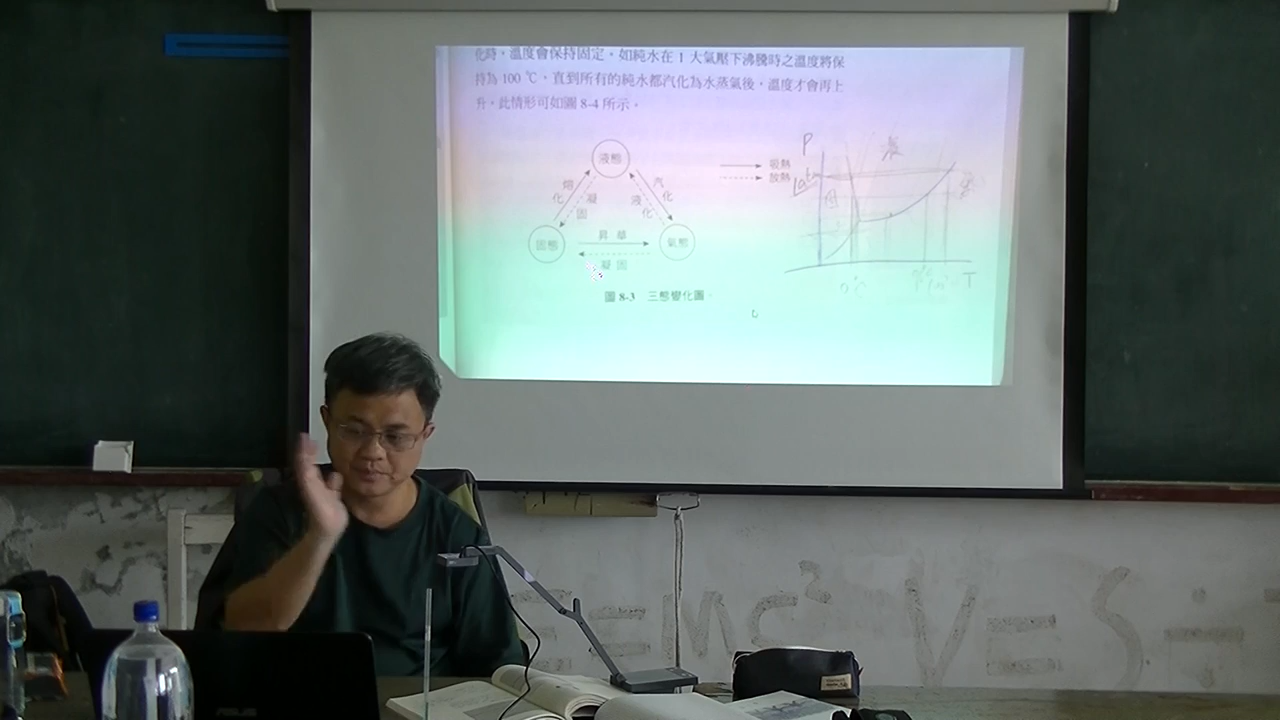 化時，溫度會保持固定，如純水在 1 大氣壓下沸騰時之溫度將保
持為 100 ℃，直到所有的純水都汽化為水蒸氣後，溫度才會再上
升，此情形可如圖 8-4 所示。
液態
吸熱
放熱
熔化
凝固
汽化
液化
固態
昇華
氣態
凝固
圖 8-3 三態變化圖
P
T
0℃
E=MC²
ASUS